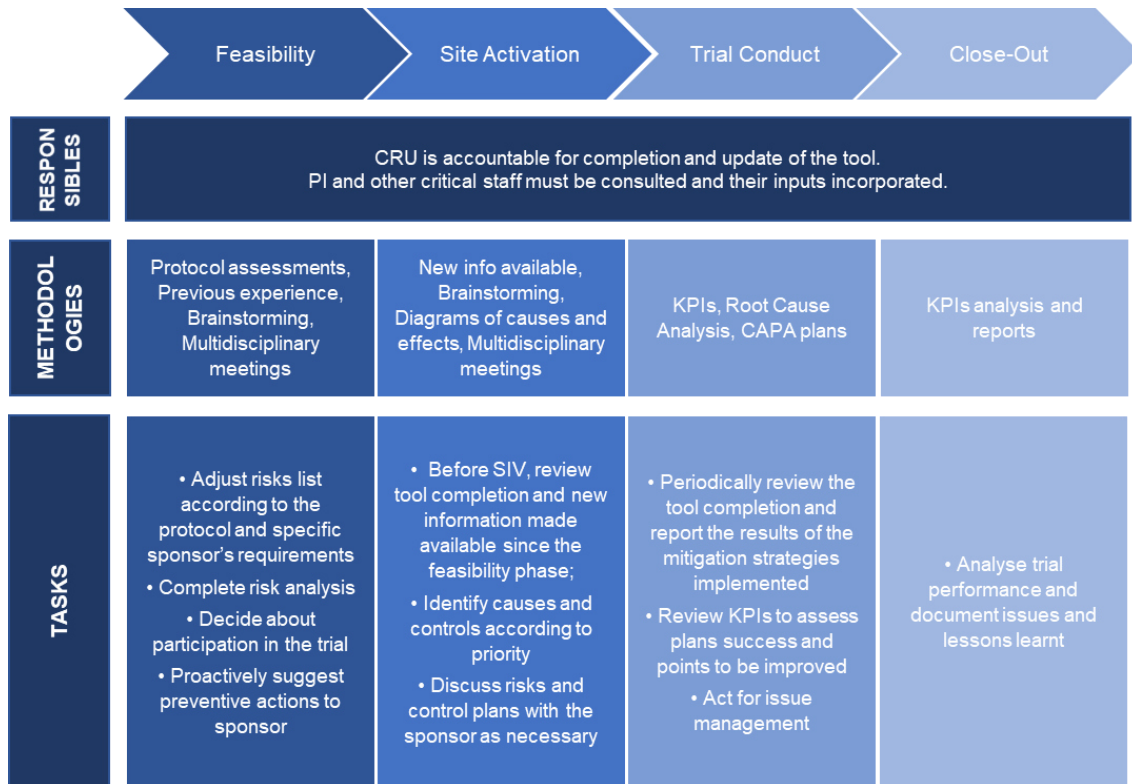 Feasibility
Site Activation
Trial Conduct
Close-Out
RESPON
SIBLES
CRU is accountable for completion and update of the tool.
PI and other critical staff must be consulted and their inputs incorporated.
METHODOL
OGIES
Protocol assessments,
Previous experience,
Brainstorming,
Multidisciplinary
meetings
New info available,
Brainstorming,
Diagrams of causes and
effects, Multidisciplinary
meetings
KPIs, Root Cause
Analysis, CAPA plans
KPIs analysis and
reports
TASKS
• Adjust risks list
according to the
protocol and specific
sponsor's requirements
• Complete risk analysis
• Decide about
participation in the trial
• Proactively suggest
preventive actions to
sponsor
• Before SIV, review
tool completion and new
information made
available since the
feasibility phase;
• Identify causes and
controls according to
priority
• Discuss risks and
control plans with the
sponsor as necessary
• Periodically review the
tool completion and
report the results of the
mitigation strategies
implemented
• Review KPIs to assess
plans success and
points to be improved
• Act for issue
management
• Analyse trial
performance and
document issues and
lessons learnt